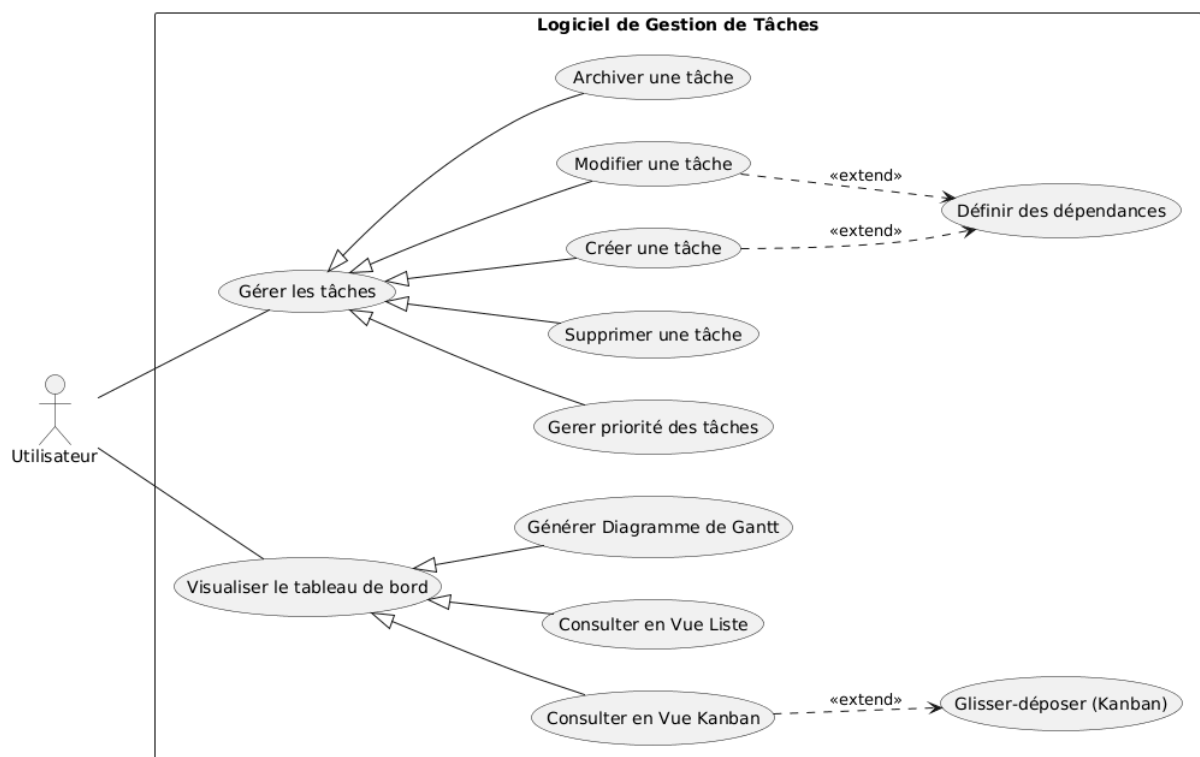 Logiciel de Gestion de Tâches
Archiver une tâche
Modifier une tâche
«extend»
Définir des dépendances
Créer une tâche
«extend»
Gérer les tâches
Supprimer une tâche
Gerer priorité des tâches
Utilisateur
Générer Diagramme de Gantt
Visualiser le tableau de bord
Consulter en Vue Liste
Consulter en Vue Kanban
«extend»
Glisser-déposer (Kanban)